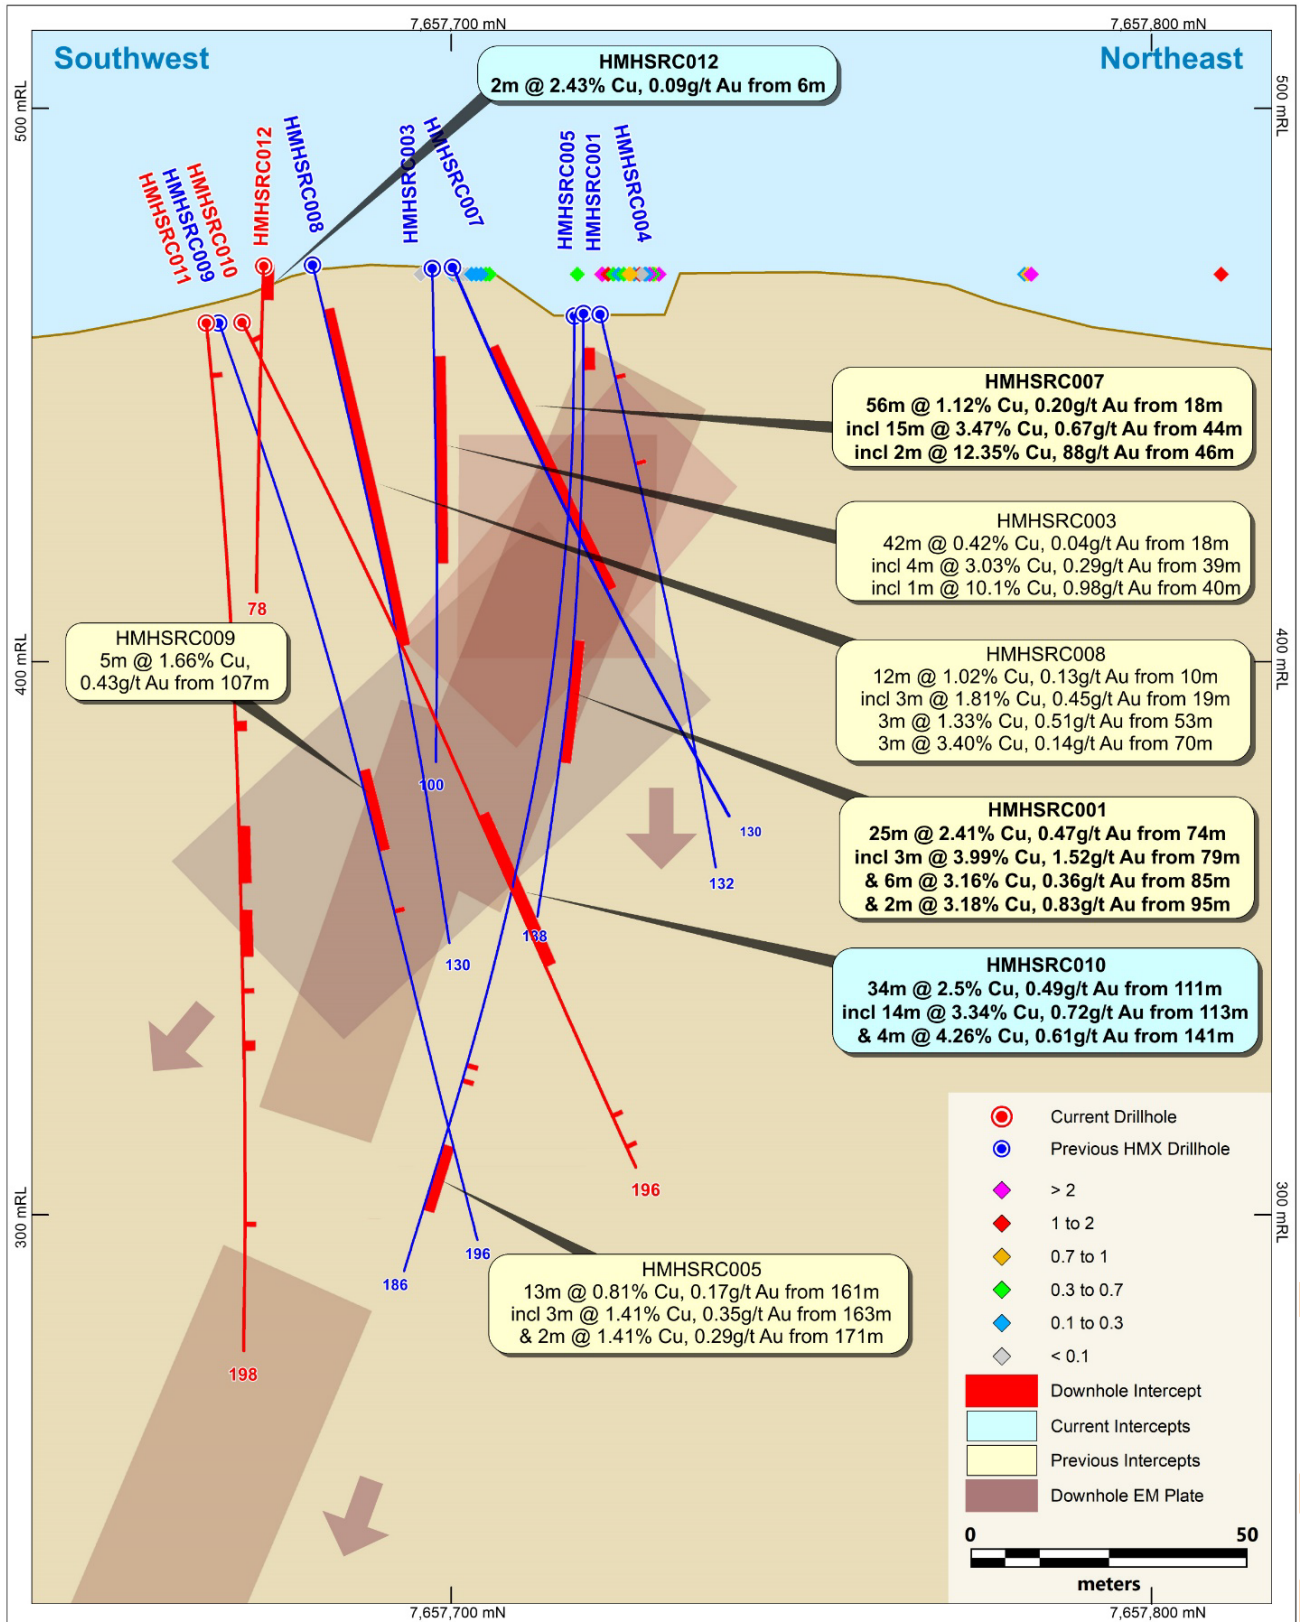 7,657,700 mN
7,657,800 mN
Southwest
Northeast
HMHSRC012
2m @ 2.43% Cu, 0.09g/t Au from 6m
500 mRL
500 mRL
HMHSRC011
HMHSRC009
HMHSRC010
HMHSRC012
HMHSRC008
HMHSRC003
HMHSRC007
HMHSRC005
HMHSRC001
HMHSRC004
HMHSRC007
56m @ 1.12% Cu, 0.20g/t Au from 18m
incl 15m @ 3.47% Cu, 0.67g/t Au from 44m
incl 2m @ 12.35% Cu, 88g/t Au from 46m
HMHSRC003
42m @ 0.42% Cu, 0.04g/t Au from 18m
incl 4m @ 3.03% Cu, 0.29g/t Au from 39m
incl 1m @ 10.1% Cu, 0.98g/t Au from 40m
78
HMHSRC009
5m @ 1.66% Cu,
0.43g/t Au from 107m
400 mRL
400 mRL
HMHSRC008
12m @ 1.02% Cu, 0.13g/t Au from 10m
incl 3m @ 1.81% Cu, 0.45g/t Au from 19m
3m @ 1.33% Cu, 0.51g/t Au from 53m
3m @ 3.40% Cu, 0.14g/t Au from 70m
100
130
132
HMHSRC001
25m @ 2.41% Cu, 0.47g/t Au from 74m
incl 3m @ 3.99% Cu, 1.52g/t Au from 79m
& 6m @ 3.16% Cu, 0.36g/t Au from 85m
& 2m @ 3.18% Cu, 0.83g/t Au from 95m
138
130
HMHSRC010
34m @ 2.5% Cu, 0.49g/t Au from 111m
incl 14m @ 3.34% Cu, 0.72g/t Au from 113m
& 4m @ 4.26% Cu, 0.61g/t Au from 141m
196
300 mRL
300 mRL
196
186
HMHSRC005
13m @ 0.81% Cu, 0.17g/t Au from 161m
incl 3m @ 1.41% Cu, 0.35g/t Au from 163m
& 2m @ 1.41% Cu, 0.29g/t Au from 171m
198
Current Drillhole
Previous HMX Drillhole
> 2
1 to 2
0.7 to 1
0.3 to 0.7
0.1 to 0.3
< 0.1
Downhole Intercept
Current Intercepts
Previous Intercepts
Downhole EM Plate
0
50
meters
7,657,700 mN
7,657,800 mN